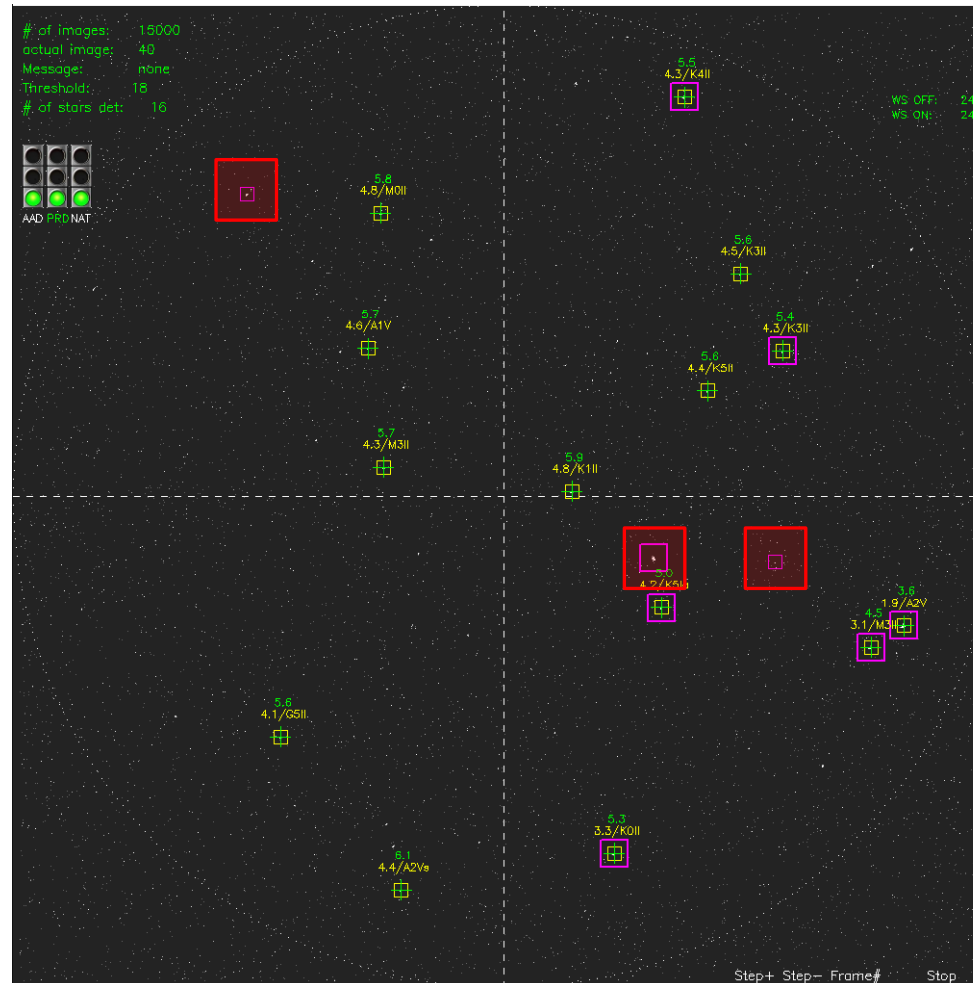 # of images: 15000
actual image: 40
Message: none
Threshold: 18
# of stars det: 16
WS OFF: 24
WS ON: 24
AAD PRD NAT
5.5
4.3/K4II
5.8
4.8/M0II
5.6
4.5/K3II
5.7
4.6/A1V
5.4
4.3/K3II
5.6
4.4/K5II
5.7
4.3/M3II
5.9
4.8/K1II
3.6
1.9/A2V
4.5
3.1/M3II
5.6
4.1/G5II
5.3
3.3/K0II
6.1
4.4/A2Vs
Step+ Step- Frame# Stop